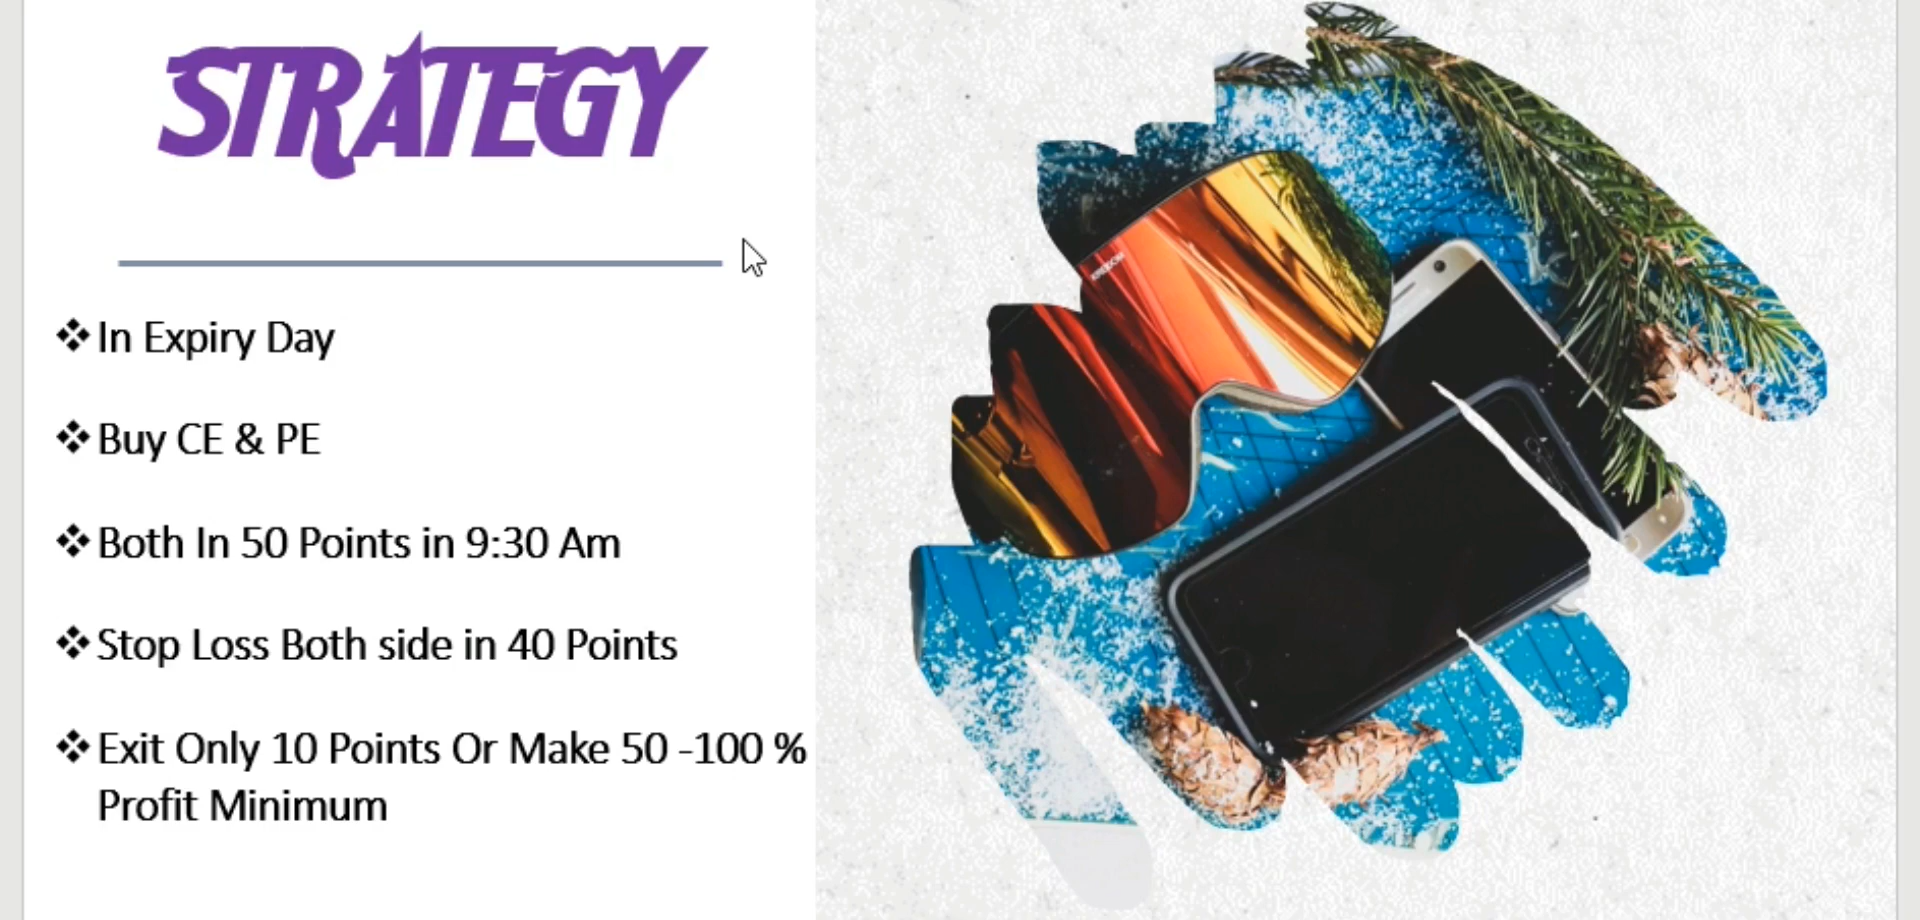 STRATEGY
❖ In Expiry Day
❖ Buy CE & PE
❖ Both In 50 Points in 9:30 Am
❖ Stop Loss Both side in 40 Points
❖ Exit Only 10 Points Or Make 50 -100 %
Profit Minimum